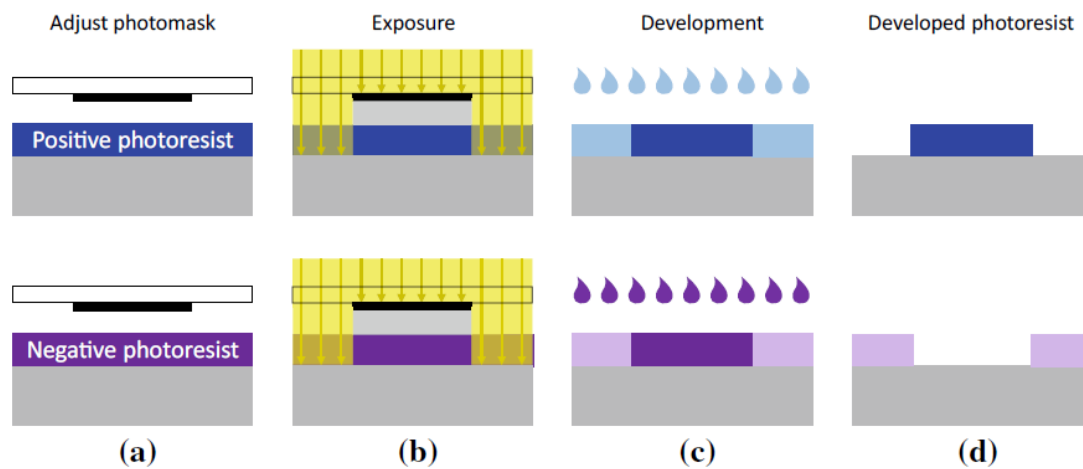 Adjust photomask
Exposure
Development
Developed photoresist
Positive photoresist
Negative photoresist
(a)
(b)
(c)
(d)